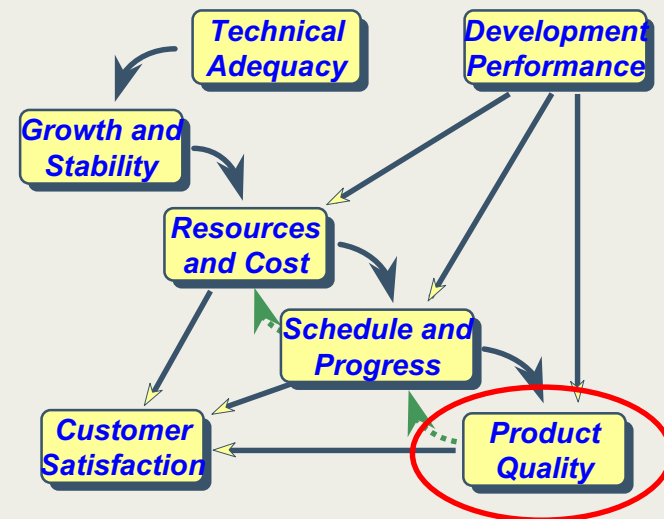 Technical
Adequacy
Development
Performance
Growth and
Stability
Resources
and Cost
Schedule and
Progress
Customer
Satisfaction
Product
Quality